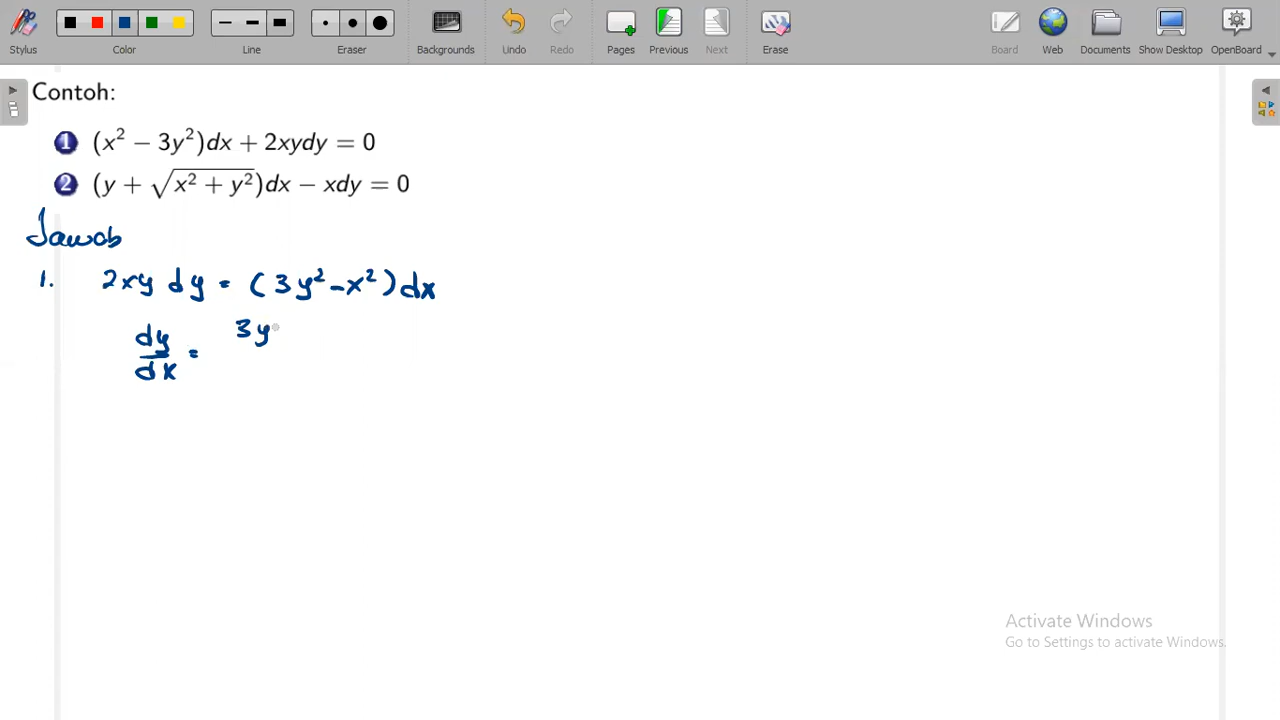 Stylus Color Line Eraser Backgrounds Undo Redo Pages Previous Next Erase Board Web Documents Show Desktop OpenBoard
Contoh:
1 (x² − 3y²)dx + 2xydy = 0
2 (y + √(x² + y²))dx − xdy = 0
Jawab
1. 2xy dy = (3y² − x²) dx
dy/dx = 3y
Activate Windows
Go to Settings to activate Windows.